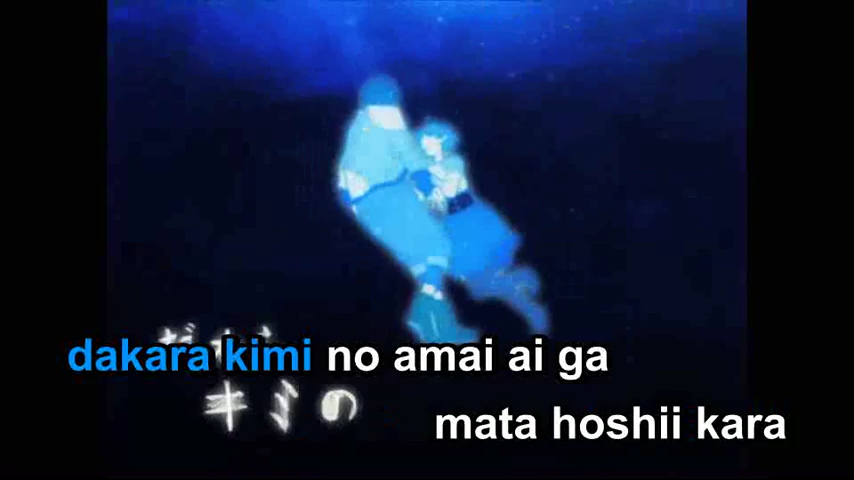 dakara kimi no amai ai ga
キミの
mata hoshii kara